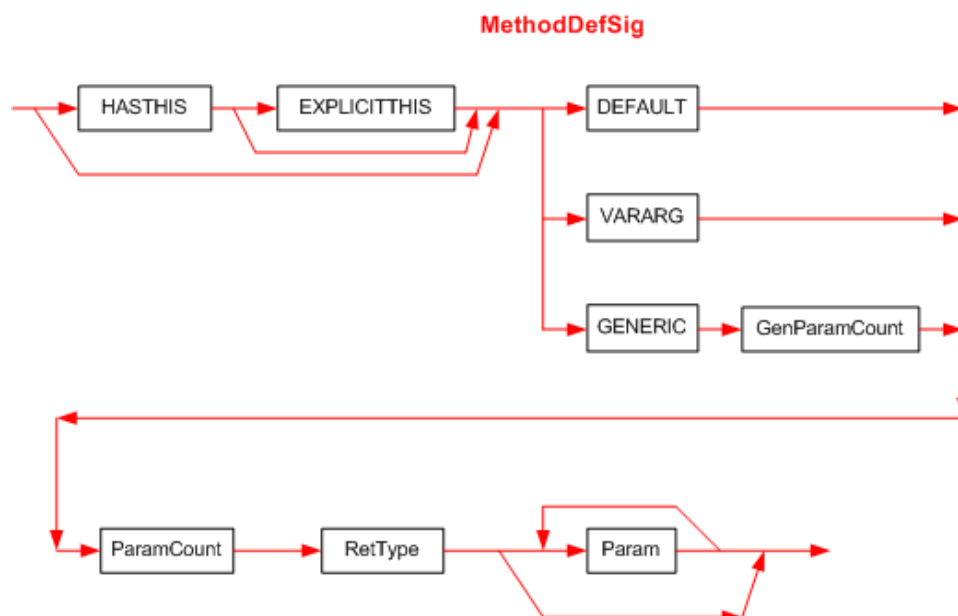 MethodDefSig
HASTHIS
EXPLICITTHIS
DEFAULT
VARARG
GENERIC
GenParamCount
ParamCount
RetType
Param